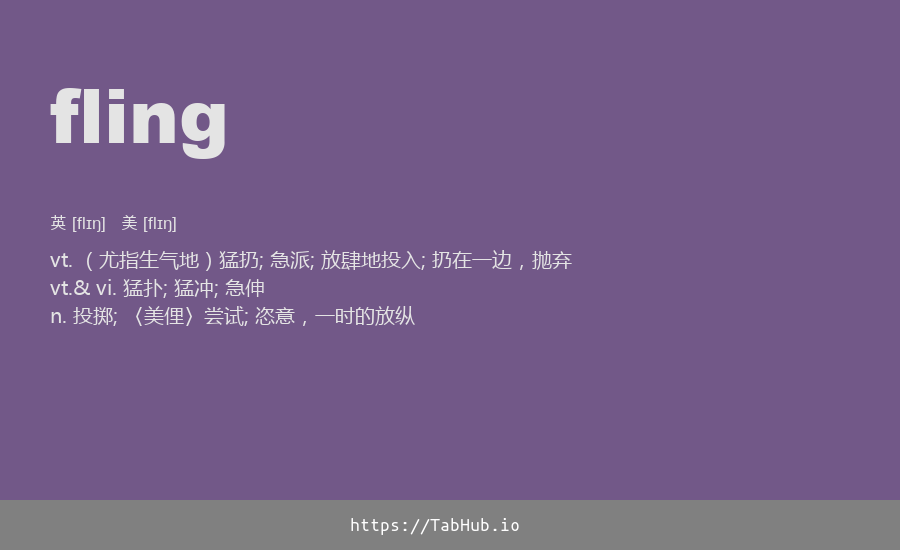 fling
英 [flɪŋ] 美 [flɪŋ]
vt. （尤指生气地）猛扔; 急派; 放肆地投入; 扔在一边，抛弃
vt.& vi. 猛扑; 猛冲; 急伸
n. 投掷; 〈美俚〉尝试; 恣意，一时的放纵
https://TabHub.io